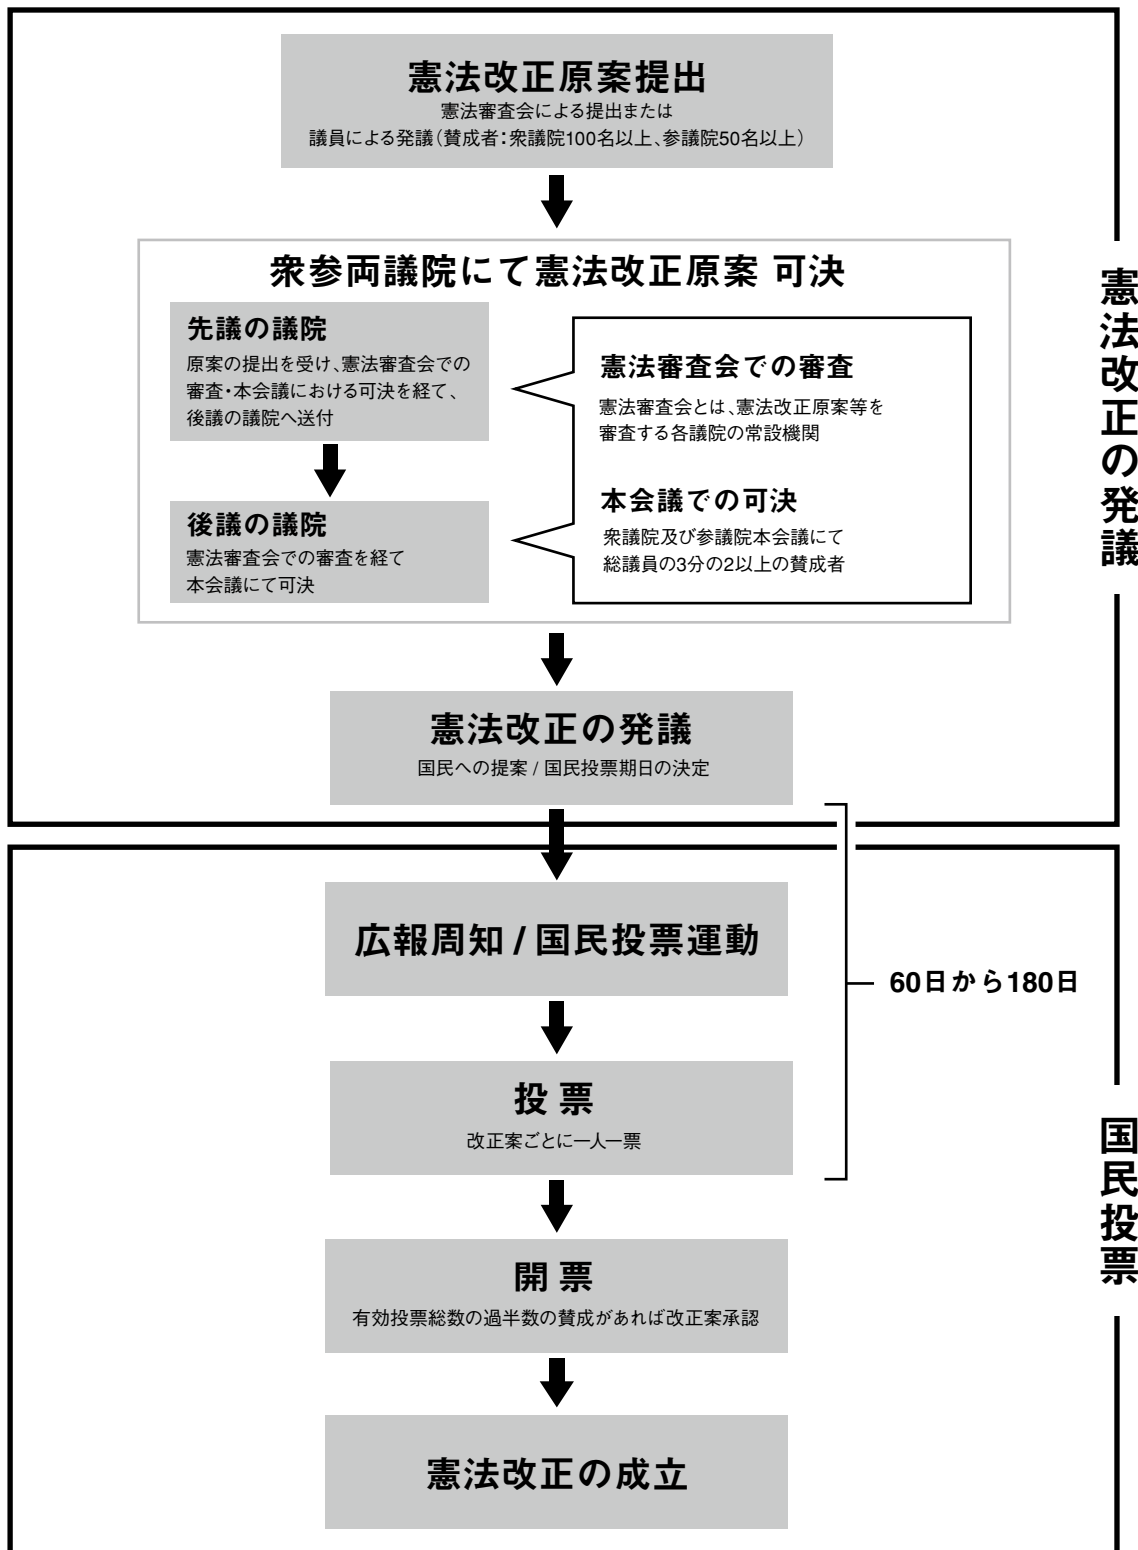 憲法改正原案提出
憲法審査会による提出または
議員による発議（賛成者：衆議院100名以上、参議院50名以上）
衆参両議院にて憲法改正原案 可決
先議の議院
原案の提出を受け、憲法審査会での
審査・本会議における可決を経て、
後議の議院へ送付
後議の議院
憲法審査会での審査を経て
本会議にて可決
憲法審査会での審査
憲法審査会とは、憲法改正原案等を
審査する各議院の常設機関
本会議での可決
衆議院及び参議院本会議にて
総議員の3分の2以上の賛成者
憲法改正の発議
国民への提案 / 国民投票期日の決定
憲法改正の発議
広報周知 / 国民投票運動
60日から180日
投 票
改正案ごとに一人一票
開 票
有効投票総数の過半数の賛成があれば改正案承認
憲法改正の成立
国民投票